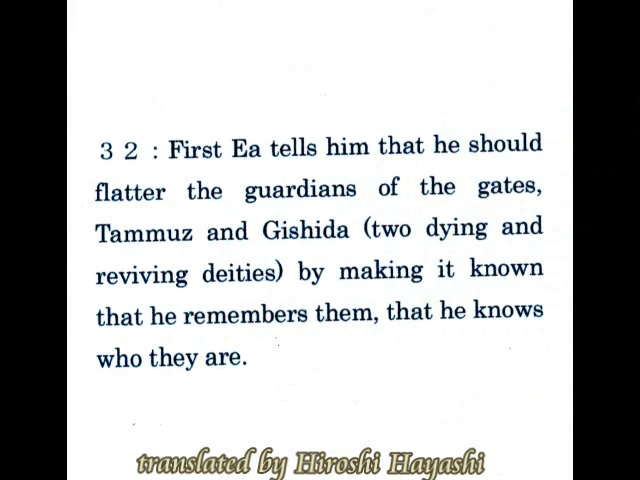 ３２：First Ea tells him that he should
flatter the guardians of the gates,
Tammuz and Gishida (two dying and
reviving deities) by making it known
that he remembers them, that he knows
who they are.
translated by Hiroshi Hayashi